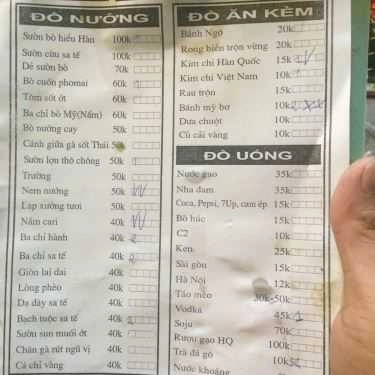 ĐỒ NƯỚNG
Sườn bò hiếu Hàn 100k
Sườn cừu sa tế 100k
Dẻ sườn bò 70k
Bò cuốn phomai 60k
Tôm sốt ớt 60k
Ba chỉ bò Mỹ(Nấm) 60k
Bò nướng cay 50k
Cánh giữa gà sốt Thái 50k
Sườn lợn thỏ chông 50k
Trường 50k
Nem nướng 50k
Lạp xườn tươi 50k
Nấm cari 40k
Ba chỉ hành 40k 2
Ba chỉ sa tế 40k 2
Giòn lai dai 40k
Lòng phèo 40k
Dạ dày sa tế 40k
Bạch tuộc sa tế 40k
Sườn sụn muối ớt 40k
Chân gà rút ngũ vị 40k
Cá chỉ vàng 40k
ĐỒ ĂN KÈM
Bánh Ngô 20k
Rong biển trộn vừng 20k
Kim chi Hàn Quốc 15k
Kim chi Việt Nam 10k
Rau trộn 15k
Bánh mỳ bơ 10k
Dưa chuột 10k
Củ cải vàng 10k
ĐỒ UỐNG
Nước gạo 35k
Nha đam 35k
Coca, Pepsi, 7Up, cam ép 15k
Bò húc 15k
C2 10k
Ken 25k
Sài gòn 15k
Hà Nội 12k
Táo mèo 30k-50k
Vodka 45k
Soju 70k
Rượu gạo HQ 100k
Trà đá gô 10k
Nước khoáng